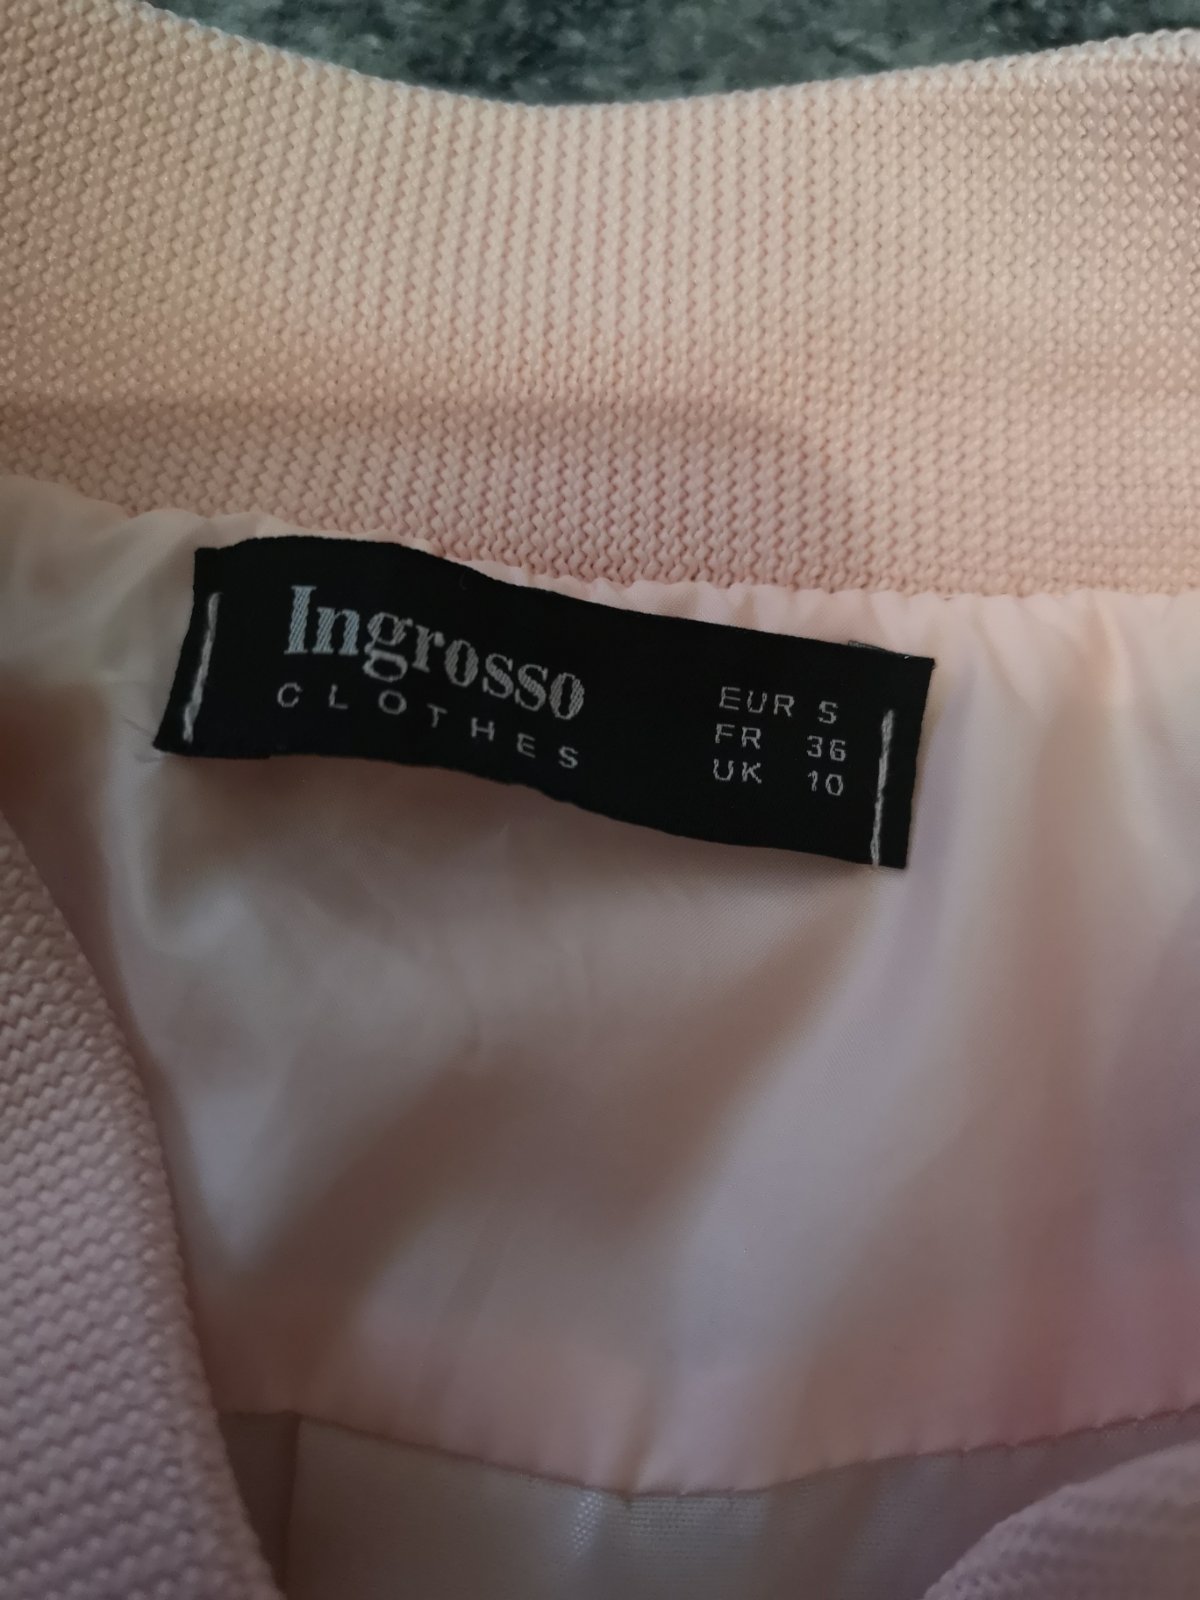 Ingrosso
CLOTHES
EUR S
FR 36
UK 10